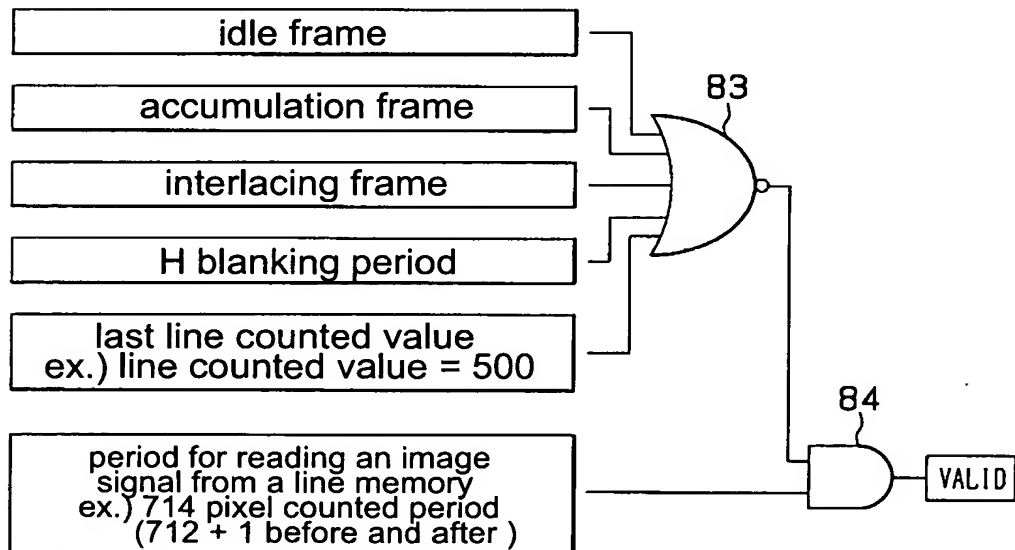 idle frame
accumulation frame
interlacing frame
H blanking period
last line counted value
ex.) line counted value = 500
period for reading an image
signal from a line memory
ex.) 714 pixel counted period
(712 + 1 before and after )
83
84
VALID